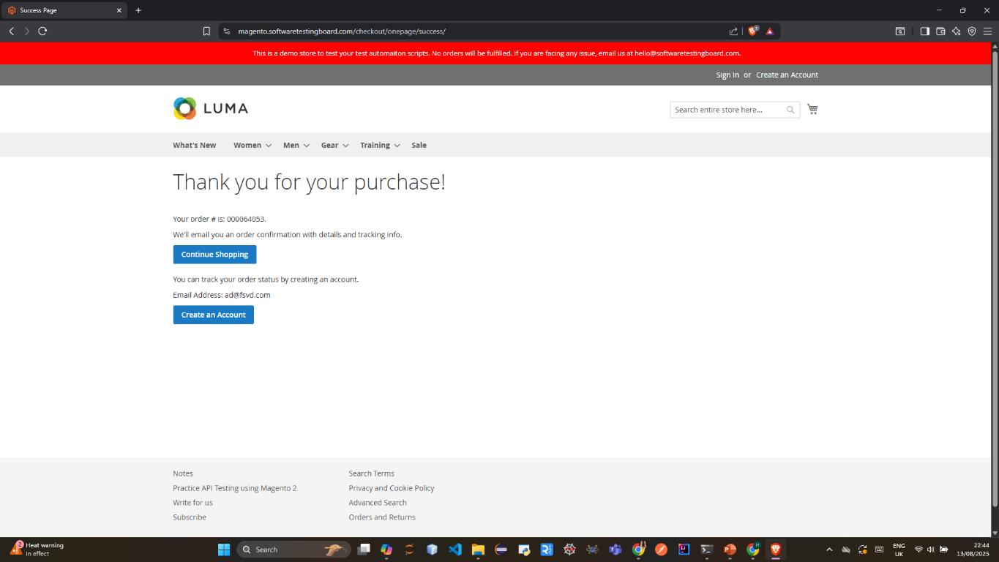 Success Page
magento.softwaretestingboard.com/checkout/onepage/success/
2
This is a demo store to test your test automaiton scripts. No orders will be fulfilled. If you are facing any issue, email us at hello@softwaretestingboard.com.
Sign In or Create an Account
LUMA
Search entire store here...
What's New Women Men Gear Training Sale
Thank you for your purchase!
Your order # is: 000064053.
We'll email you an order confirmation with details and tracking info.
Continue Shopping
You can track your order status by creating an account.
Email Address: ad@fsvd.com
Create an Account
Notes
Practice API Testing using Magento 2
Write for us
Subscribe
Search Terms
Privacy and Cookie Policy
Advanced Search
Orders and Returns
2
Heat warning
In effect
Search
ENG
UK
22:44
13/08/2025